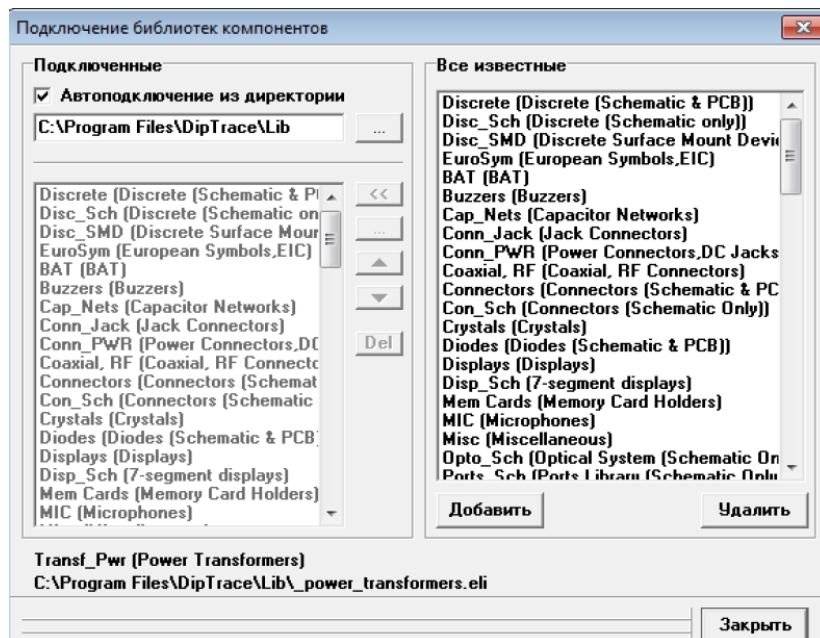 Подключение библиотек компонентов
Подключенные
Автоподключение из директории
C:\Program Files\DipTrace\Lib
...
Discrete (Discrete (Schematic & P
Disc_Sch (Discrete (Schematic on
Disc_SMD (Discrete Surface Mour
EuroSym (European Symbols,EIC)
BAT (BAT)
Buzzers (Buzzers)
Cap_Nets (Capacitor Networks)
Conn_Jack (Jack Connectors)
Conn_PWR (Power Connectors,DC
Coaxial, RF (Coaxial, RF Connectc
Connectors (Connectors (Schemat
Con_Sch (Connectors (Schematic
Crystals (Crystals)
Diodes (Diodes (Schematic & PCB)
Displays (Displays)
Disp_Sch (7-segment displays)
Mem Cards (Memory Card Holders)
MIC (Microphones)
<<
...
Del
Все известные
Discrete (Discrete (Schematic & PCB))
Disc_Sch (Discrete (Schematic only))
Disc_SMD (Discrete Surface Mount Devi
EuroSym (European Symbols,EIC)
BAT (BAT)
Buzzers (Buzzers)
Cap_Nets (Capacitor Networks)
Conn_Jack (Jack Connectors)
Conn_PWR (Power Connectors,DC Jacks
Coaxial, RF (Coaxial, RF Connectors)
Connectors (Connectors (Schematic & PC
Con_Sch (Connectors (Schematic Only))
Crystals (Crystals)
Diodes (Diodes (Schematic & PCB))
Displays (Displays)
Disp_Sch (7-segment displays)
Mem Cards (Memory Card Holders)
MIC (Microphones)
Misc (Miscellaneous)
Opto_Sch (Optical System (Schematic On
Ports_Sch (Ports Library (Schematic Only
Добавить
Удалить
Transf_Pwr (Power Transformers)
C:\Program Files\DipTrace\Lib\_power_transformers.eli
Закрыть